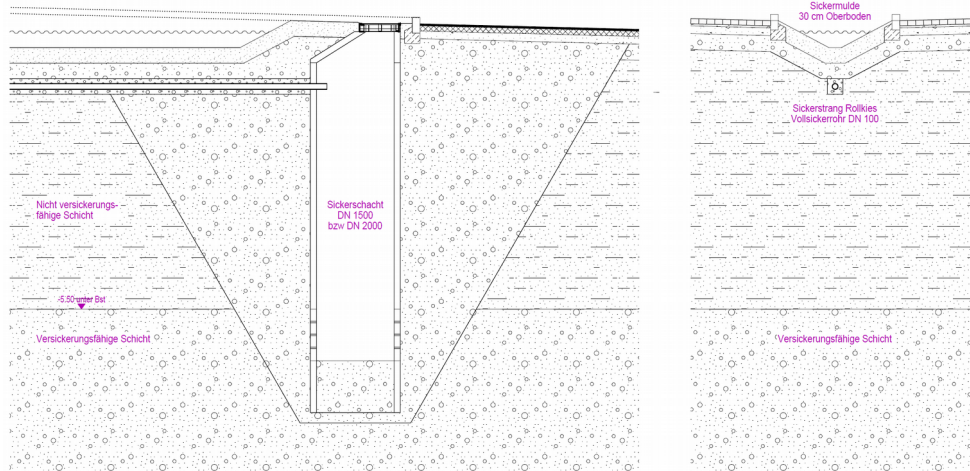 Sickermulde
30 cm Oberboden
Sickerstrang Rollkies
Vollsickerrohr DN 100
Nicht versickerungs-
fähige Schicht
Sickerschacht
DN 1500
bzw DN 2000
-5.50 unter Bst
Versickerungsfähige Schicht
Versickerungsfähige Schicht